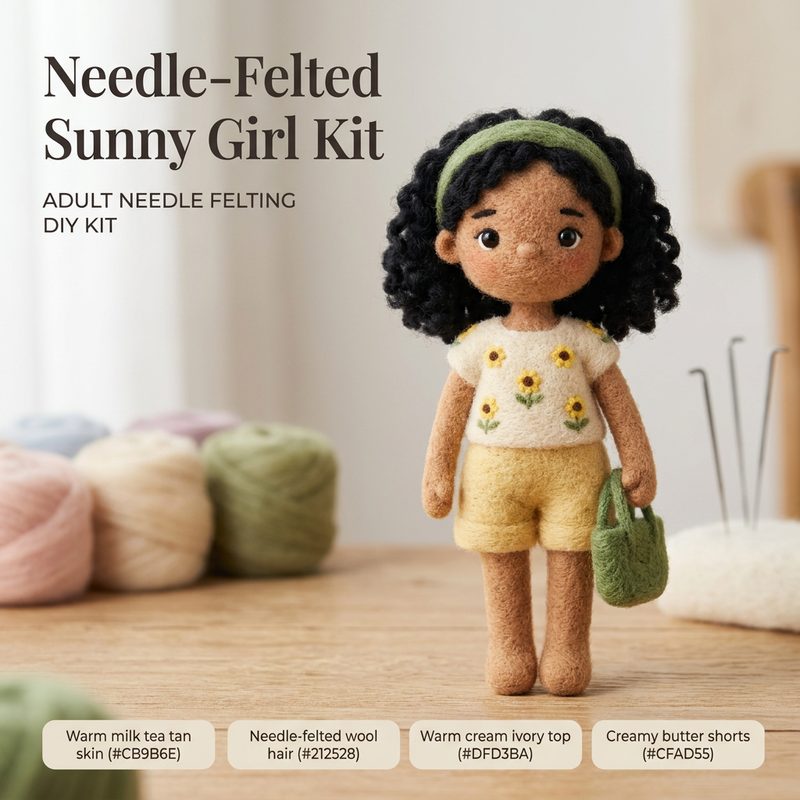 Needle-Felted
Sunny Girl Kit
ADULT NEEDLE FELTING
DIY KIT
Warm milk tea tan
skin (#CB9B6E)
Needle-felted wool
hair (#212528)
Warm cream ivory top
(#DFD3BA)
Creamy butter shorts
(#CFAD55)